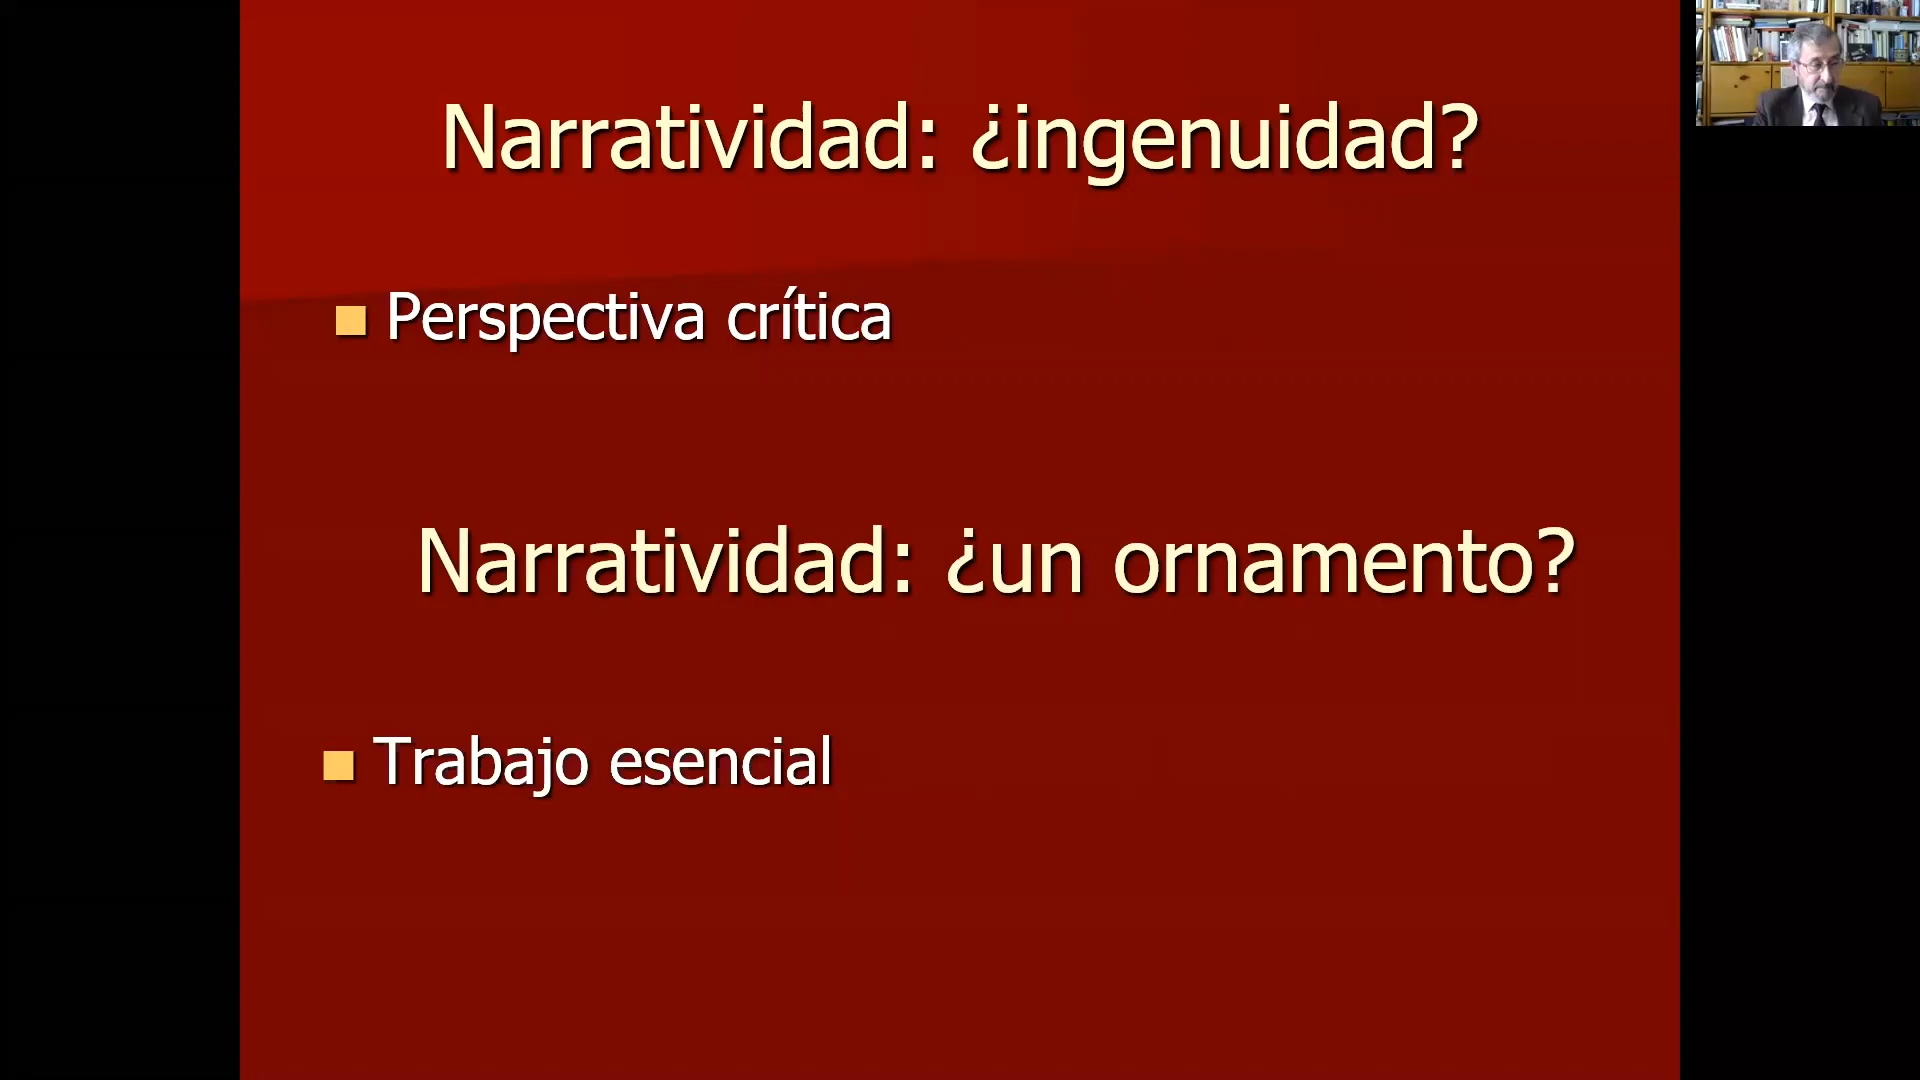 Narratividad: ¿ingenuidad?
Perspectiva crítica
Narratividad: ¿un ornamento?
Trabajo esencial